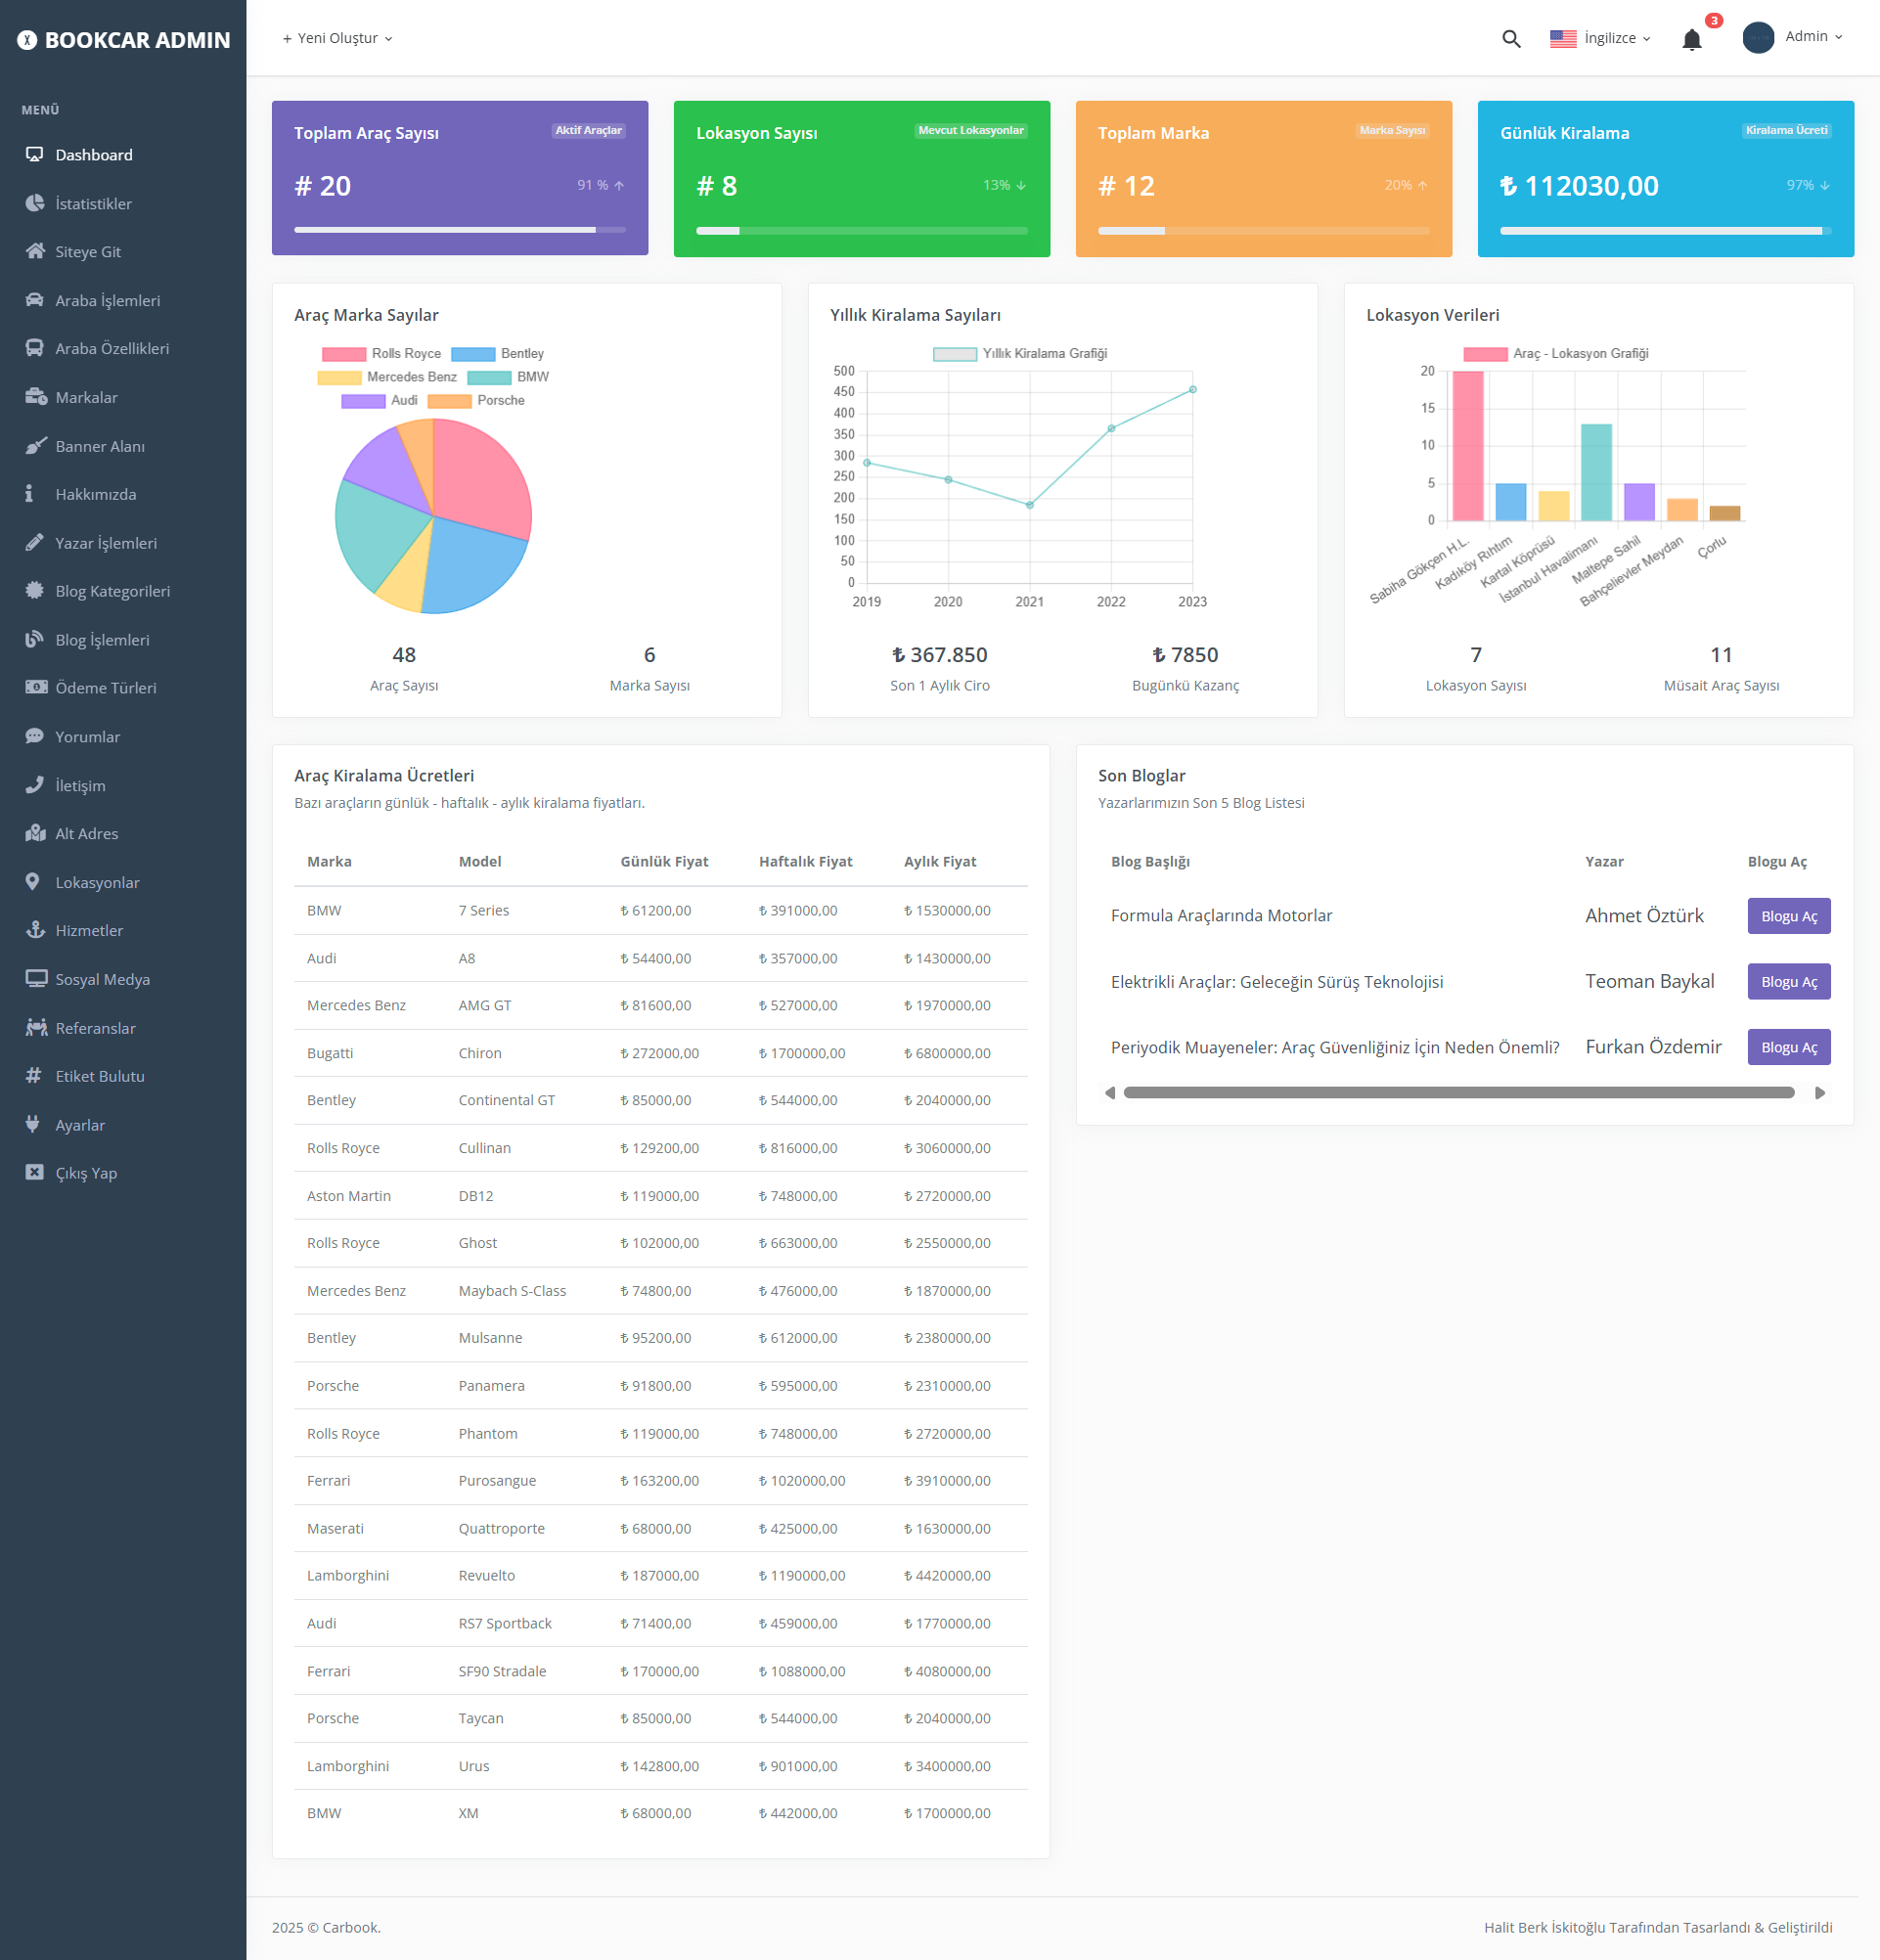 BOOKCAR ADMIN
+ Yeni Oluştur
İngilizce
3
Admin
MENÜ
Dashboard
İstatistikler
Siteye Git
Araba İşlemleri
Araba Özellikleri
Markalar
Banner Alanı
Hakkımızda
Yazar İşlemleri
Blog Kategorileri
Blog İşlemleri
Ödeme Türleri
Yorumlar
İletişim
Alt Adres
Lokasyonlar
Hizmetler
Sosyal Medya
Referanslar
Etiket Bulutu
Ayarlar
Çıkış Yap
Toplam Araç Sayısı Aktif Araçlar
# 20 91 % ↑
Lokasyon Sayısı Mevcut Lokasyonlar
# 8 13% ↓
Toplam Marka Marka Sayısı
# 12 20% ↑
Günlük Kiralama Kiralama Ücreti
₺ 112030,00 97% ↓
Araç Marka Sayılar
Rolls Royce Bentley
Mercedes Benz BMW
Audi Porsche
48 6
Araç Sayısı Marka Sayısı
Yıllık Kiralama Sayıları
Yıllık Kiralama Grafiği
500
450
400
350
300
250
200
150
100
50
0
2019 2020 2021 2022 2023
₺ 367.850 ₺ 7850
Son 1 Aylık Ciro Bugünkü Kazanç
Lokasyon Verileri
Araç - Lokasyon Grafiği
20
15
10
5
0
Sabiha Gökçen H.L.
Kadıköy Rıhtım
Kartal Köprüsü
İstanbul Havalimanı
Maltepe Sahil
Bahçelievler Meydan
Çorlu
7 11
Lokasyon Sayısı Müsait Araç Sayısı
Araç Kiralama Ücretleri
Bazı araçların günlük - haftalık - aylık kiralama fiyatları.
Marka Model Günlük Fiyat Haftalık Fiyat Aylık Fiyat
BMW 7 Series ₺ 61200,00 ₺ 391000,00 ₺ 1530000,00
Audi A8 ₺ 54400,00 ₺ 357000,00 ₺ 1430000,00
Mercedes Benz AMG GT ₺ 81600,00 ₺ 527000,00 ₺ 1970000,00
Bugatti Chiron ₺ 272000,00 ₺ 1700000,00 ₺ 6800000,00
Bentley Continental GT ₺ 85000,00 ₺ 544000,00 ₺ 2040000,00
Rolls Royce Cullinan ₺ 129200,00 ₺ 816000,00 ₺ 3060000,00
Aston Martin DB12 ₺ 119000,00 ₺ 748000,00 ₺ 2720000,00
Rolls Royce Ghost ₺ 102000,00 ₺ 663000,00 ₺ 2550000,00
Mercedes Benz Maybach S-Class ₺ 74800,00 ₺ 476000,00 ₺ 1870000,00
Bentley Mulsanne ₺ 95200,00 ₺ 612000,00 ₺ 2380000,00
Porsche Panamera ₺ 91800,00 ₺ 595000,00 ₺ 2310000,00
Rolls Royce Phantom ₺ 119000,00 ₺ 748000,00 ₺ 2720000,00
Ferrari Purosangue ₺ 163200,00 ₺ 1020000,00 ₺ 3910000,00
Maserati Quattroporte ₺ 68000,00 ₺ 425000,00 ₺ 1630000,00
Lamborghini Revuelto ₺ 187000,00 ₺ 1190000,00 ₺ 4420000,00
Audi RS7 Sportback ₺ 71400,00 ₺ 459000,00 ₺ 1770000,00
Ferrari SF90 Stradale ₺ 170000,00 ₺ 1088000,00 ₺ 4080000,00
Porsche Taycan ₺ 85000,00 ₺ 544000,00 ₺ 2040000,00
Lamborghini Urus ₺ 142800,00 ₺ 901000,00 ₺ 3400000,00
BMW XM ₺ 68000,00 ₺ 442000,00 ₺ 1700000,00
Son Bloglar
Yazarlarımızın Son 5 Blog Listesi
Blog Başlığı Yazar Blogu Aç
Formula Araçlarında Motorlar Ahmet Öztürk Blogu Aç
Elektrikli Araçlar: Geleceğin Sürüş Teknolojisi Teoman Baykal Blogu Aç
Periyodik Muayeneler: Araç Güvenliğiniz İçin Neden Önemli? Furkan Özdemir Blogu Aç
2025 © Carbook.
Halit Berk İskitoğlu Tarafından Tasarlandı & Geliştirildi